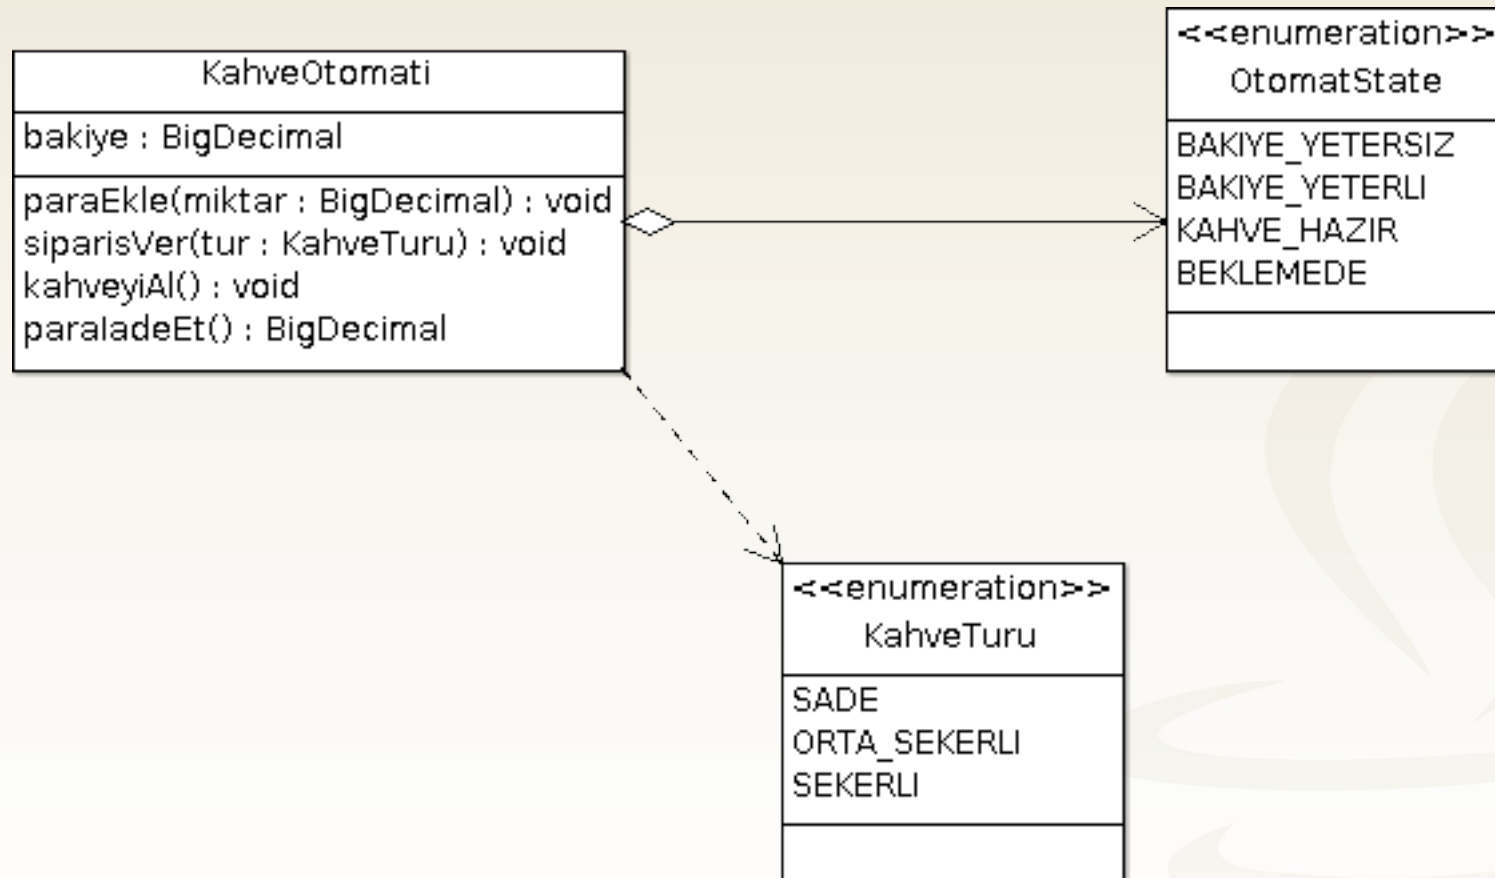 KahveOtomati
bakiye : BigDecimal
paraEkle(miktar : BigDecimal) : void
siparisVer(tur : KahveTuru) : void
kahveyiAl() : void
paraIadeEt() : BigDecimal
<<enumeration>>
OtomatState
BAKIYE_YETERSIZ
BAKIYE_YETERLI
KAHVE_HAZIR
BEKLEMEDE
<<enumeration>>
KahveTuru
SADE
ORTA_SEKERLI
SEKERLI